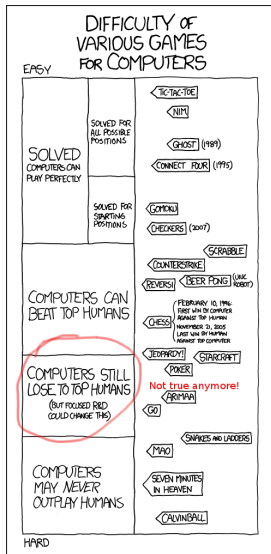 DIFFICULTY OF
VARIOUS GAMES
FOR COMPUTERS
EASY
SOLVED
COMPUTERS CAN
PLAY PERFECTLY
SOLVED FOR
ALL POSSIBLE
POSITIONS
TIC-TAC-TOE
NIM
GHOST (1989)
CONNECT FOUR (1995)
SOLVED FOR
STARTING
POSITIONS
GOMOKU
CHECKERS (2007)
COMPUTERS CAN
BEAT TOP HUMANS
SCRABBLE
COUNTERSTRIKE
REVERSI
BEER PONG (UIUC
ROBOT)
CHESS
FEBRUARY 10, 1996:
FIRST WIN BY COMPUTER
AGAINST TOP HUMAN
NOVEMBER 21, 2005
LAST WIN BY HUMAN
AGAINST TOP COMPUTER
JEOPARDY!
COMPUTERS STILL
LOSE TO TOP HUMANS
(BUT FOCUSED R&D
COULD CHANGE THIS)
STARCRAFT
POKER
Not true anymore!
ARIMAA
GO
COMPUTERS
MAY NEVER
OUTPLAY HUMANS
SNAKES AND LADDERS
MAO
SEVEN MINUTES
IN HEAVEN
CALVINBALL
HARD